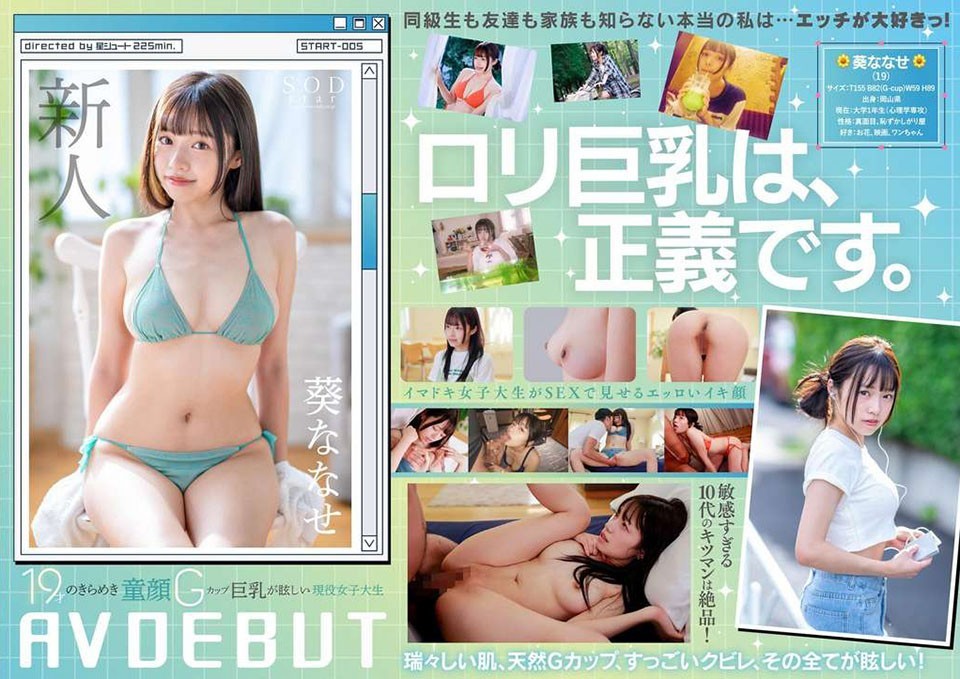 directed by 星シュート 225min.
START-005
新人
SOD
star
葵ななせ
19才のきらめき童顔Gカップ巨乳が眩しい現役女子大生
AV DEBUT
同級生も友達も家族も知らない本当の私は…エッチが大好きっ!
葵ななせ
(19)
サイズ:T155 B82(G-cup)W59 H89
出身:岡山県
現在:大学1年生(心理学専攻)
性格:真面目、恥ずかしがり屋
好き:お花、映画、ワンちゃん
ロリ巨乳は、
正義です。
イマドキ女子大生がSEXで見せるエッロいイキ顔
敏感すぎる
10代のキツマンは絶品!
瑞々しい肌、天然Gカップ、すっごいクビレ、その全てが眩しい!